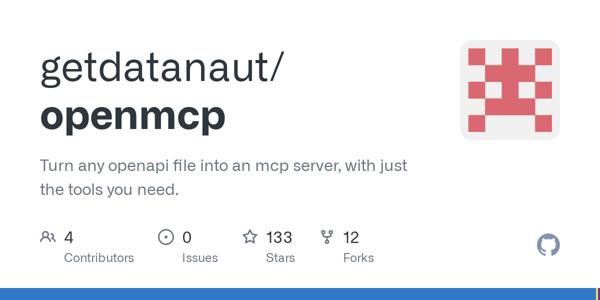 getdatanaut/
openmcp
Turn any openapi file into an mcp server, with just
the tools you need.
4 0 133 12
Contributors Issues Stars Forks